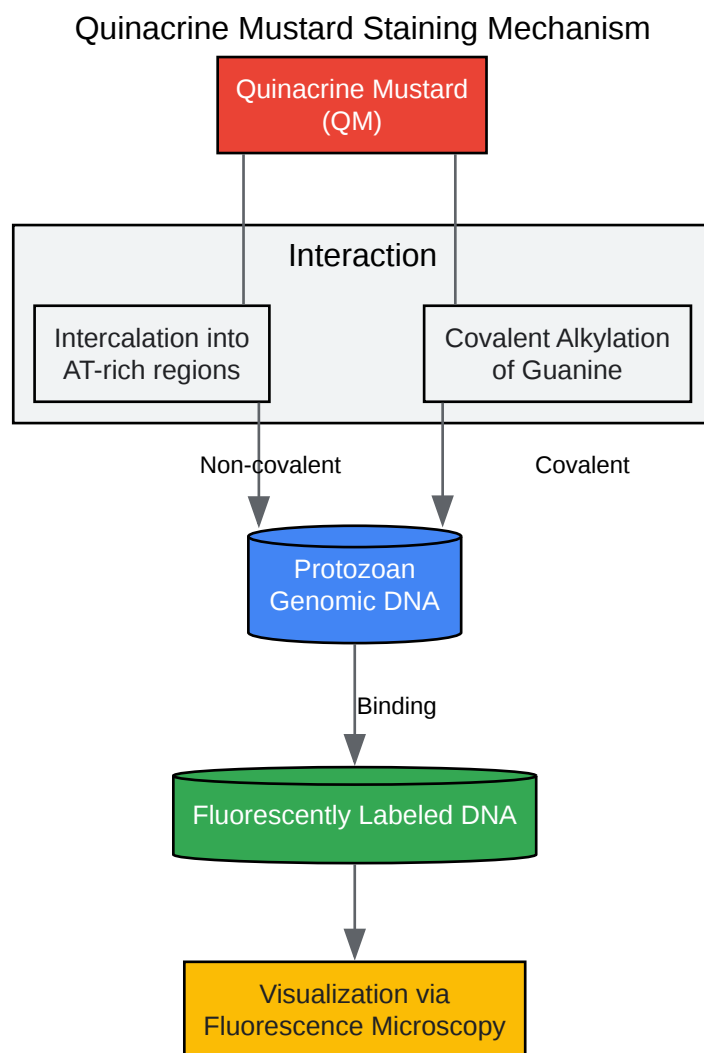 Quinacrine Mustard Staining Mechanism
Quinacrine Mustard
(QM)
Interaction
Intercalation into
AT-rich regions
Covalent Alkylation
of Guanine
Non-covalent
Covalent
Protozoan
Genomic DNA
Binding
Fluorescently Labeled DNA
Visualization via
Fluorescence Microscopy